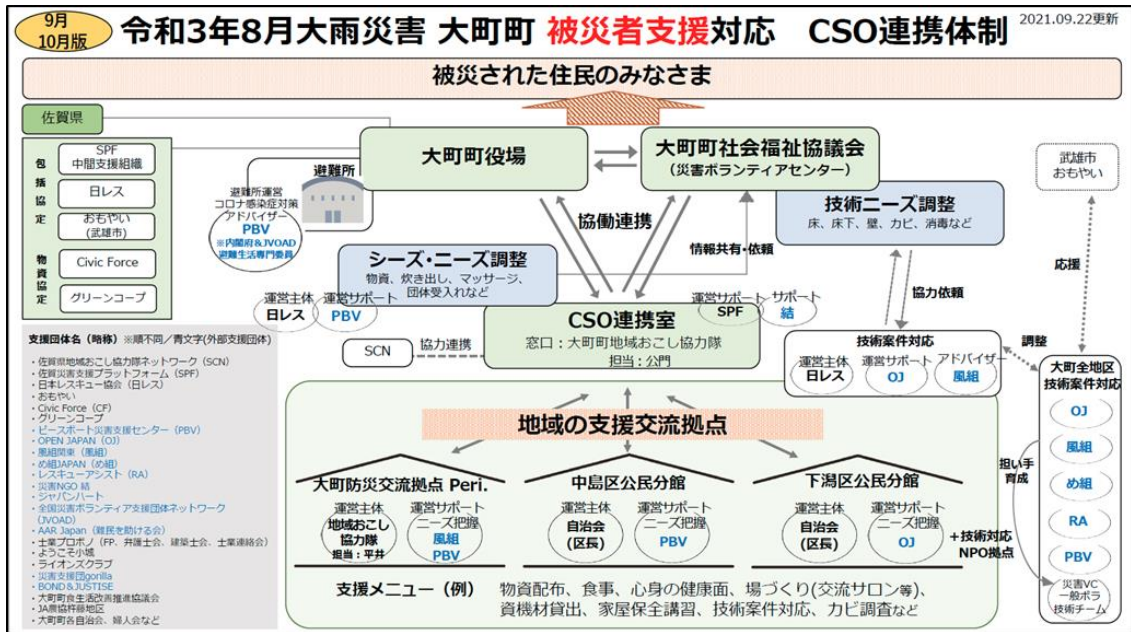 9月
10月版
令和3年8月大雨災害 大町町 被災者支援対応　CSO連携体制
2021.09.22更新
被災された住民のみなさま
佐賀県
包括協定
SPF
中間支援組織
日レス
おもやい
(武雄市)
物資協定
Civic Force
グリーンコープ
大町町役場
大町町社会福祉協議会
(災害ボランティアセンター)
避難所
避難所運営
コロナ感染症対策
アドバイザー
PBV
※内閣府&JVOAD
避難生活専門委員
協働連携
技術ニーズ調整
床、床下、壁、カビ、消毒など
武雄市
おもやい
応援
情報共有・依頼
シーズ・ニーズ調整
物資、炊き出し、マッサージ、
団体受入れなど
運営主体
日レス
運営サポート
PBV
協力依頼
CSO連携室
窓口：大町町地域おこし協力隊
担当：公門
運営サポート
SPF
サポート
結
SCN
協力連携
技術案件対応
運営主体
日レス
運営サポート
OJ
アドバイザー
風組
調整
大町全地区
技術案件対応
OJ
風組
め組
RA
PBV
災害VC
一般ボラ
技術チーム
担い手
育成
支援団体名（略称）※順不同／青文字(外部支援団体)
・佐賀県地域おこし協力隊ネットワーク（SCN）
・佐賀災害支援プラットフォーム（SPF）
・日本レスキュー協会（日レス）
・おもやい
・Civic Force（CF）
・グリーンコープ
・ピースボート災害支援センター（PBV）
・OPEN JAPAN（OJ）
・風組関東（風組）
・め組JAPAN（め組）
・レスキューアシスト（RA）
・災害NGO 結
・ジャパンハート
・全国災害ボランティア支援団体ネットワーク
（JVOAD）
・AAR Japan（難民を助ける会）
・士業プロボノ（FP、弁護士会、建築士会、士業連絡会）
・ようこそ小城
・ライオンズクラブ
・災害支援団gorilla
・BOND＆JUSTISE
・大町町食生活改善推進協議会
・JA農協杵藤地区
・大町町各自治会、婦人会など
地域の支援交流拠点
大町防災交流拠点 Peri.
運営主体
地域おこし
協力隊
担当：平井
運営サポート
ニーズ把握
風組
PBV
中島区公民分館
運営主体
自治会
(区長)
運営サポート
ニーズ把握
PBV
下潟区公民分館
運営主体
自治会
(区長)
運営サポート
ニーズ把握
OJ
＋技術対応
NPO拠点
支援メニュー（例）
物資配布、食事、心身の健康面、場づくり(交流サロン等)、
資機材貸出、家屋保全講習、技術案件対応、カビ調査など